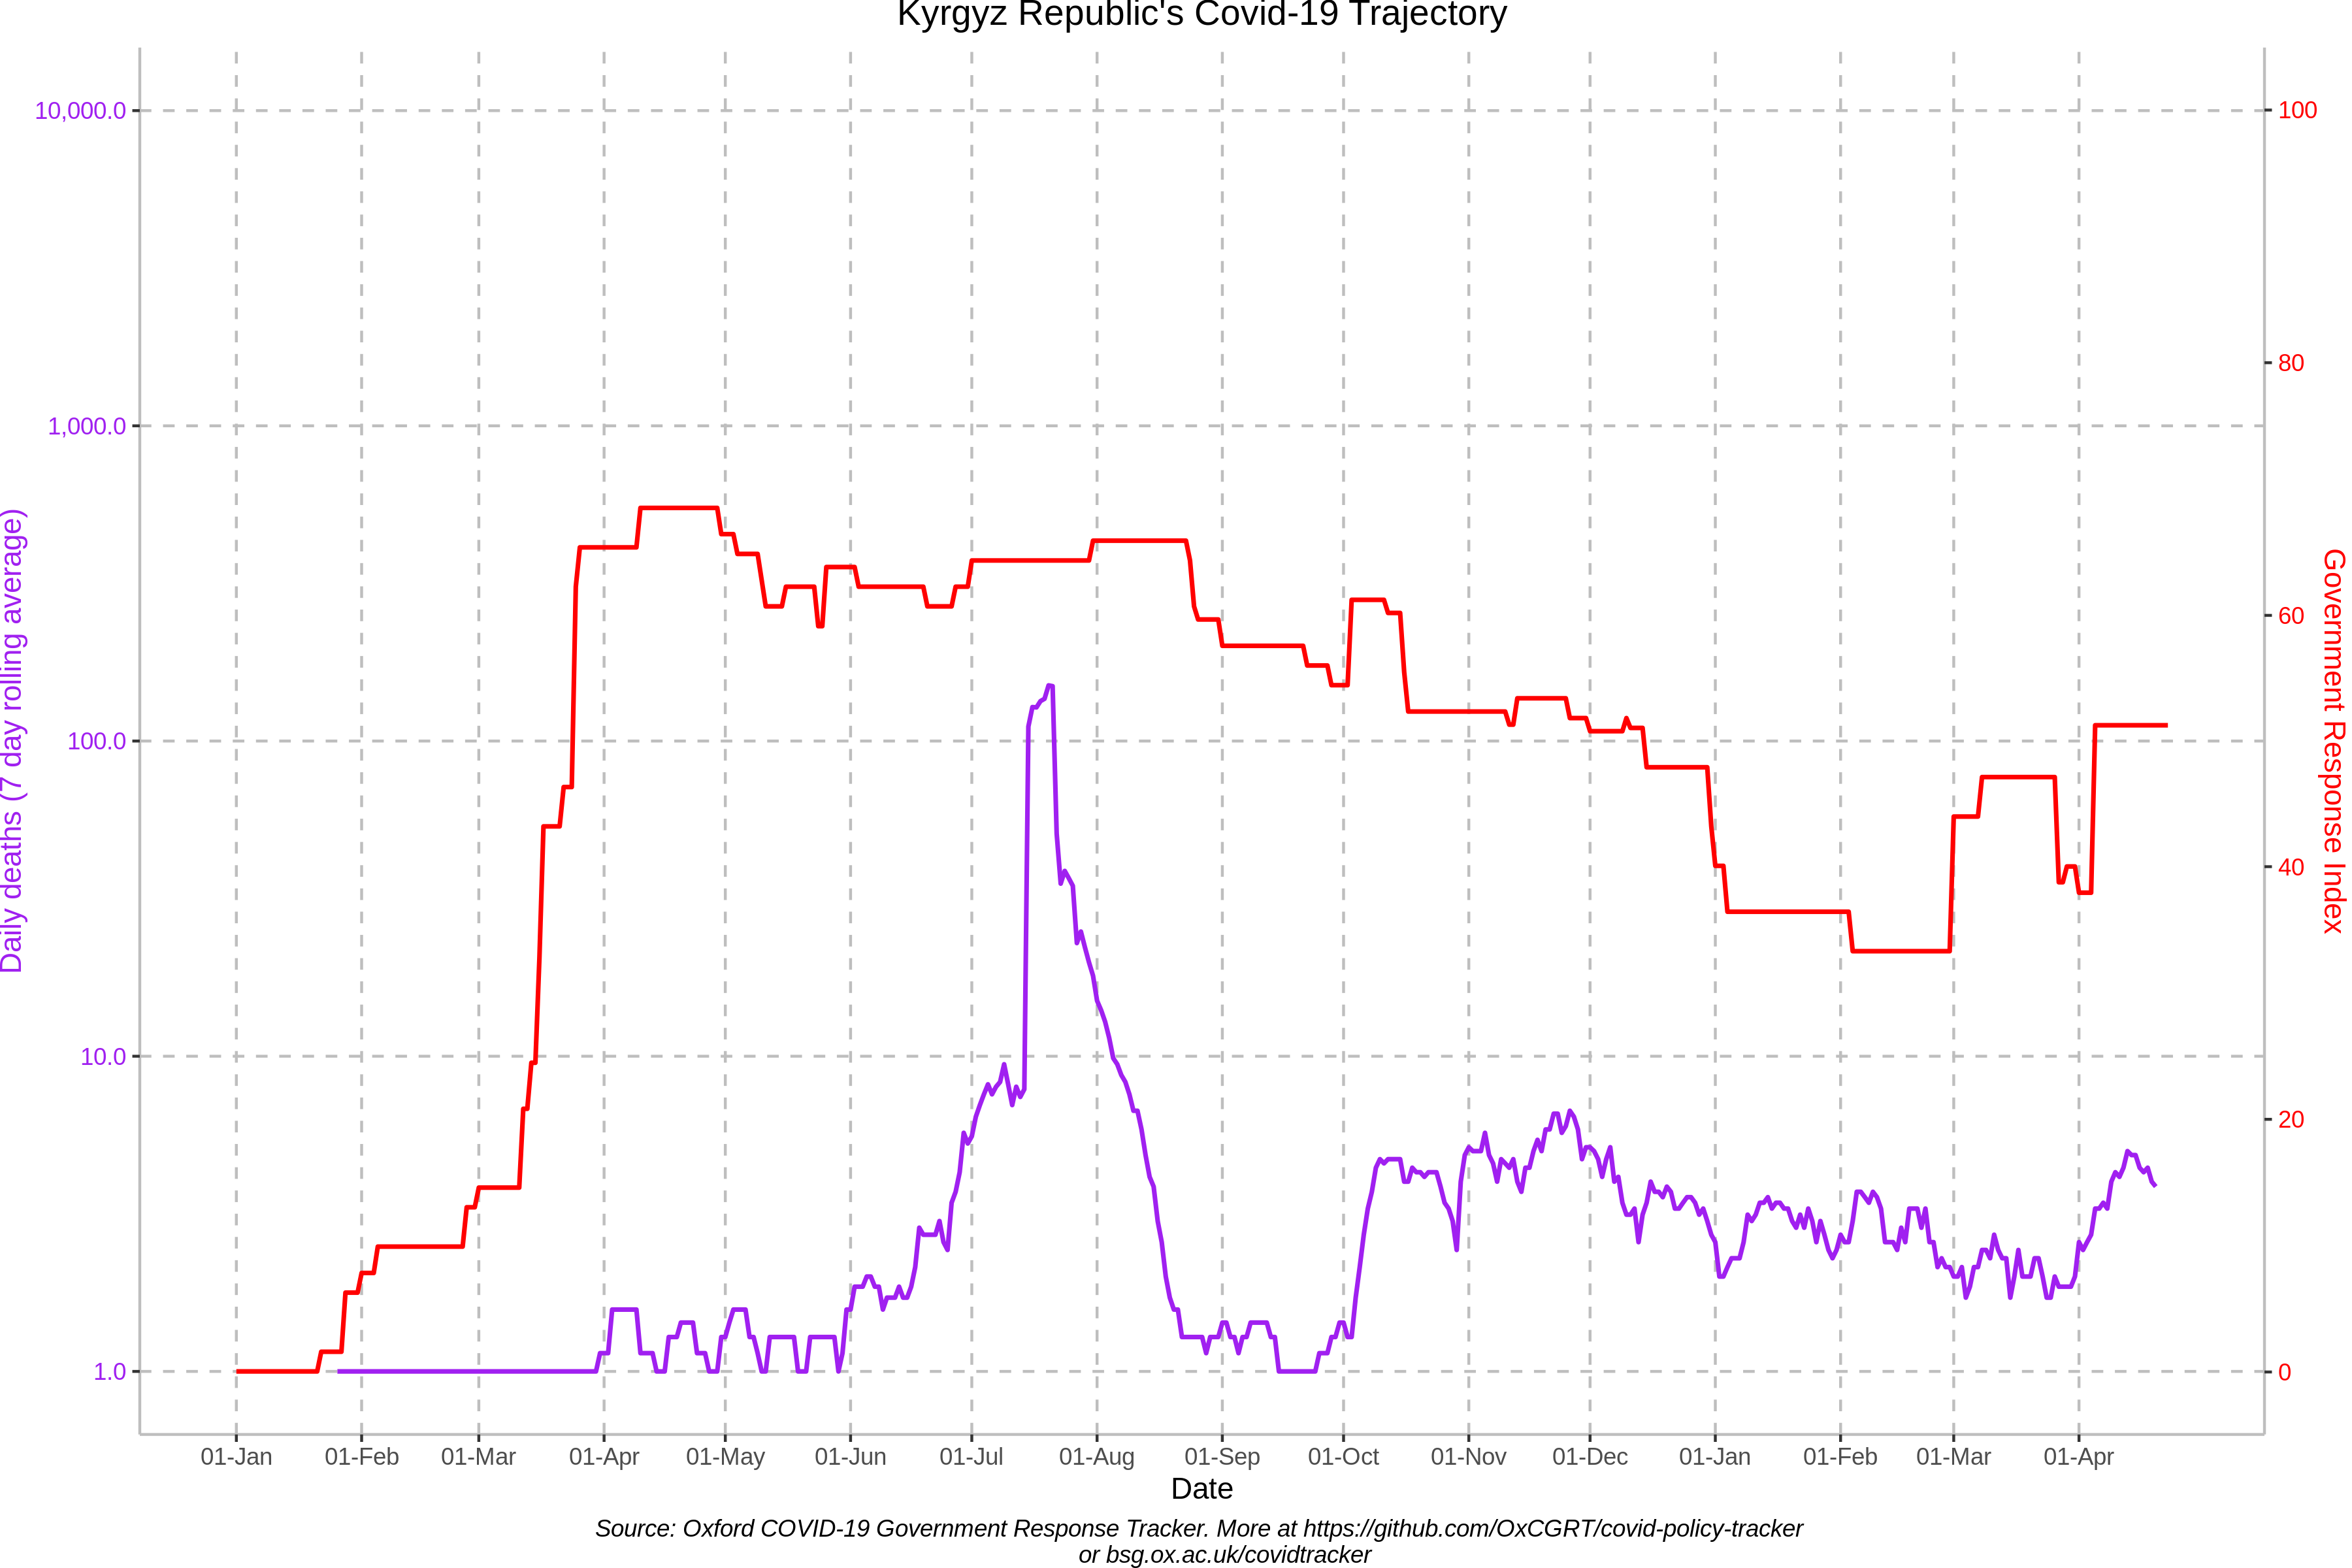 Kyrgyz Republic's Covid-19 Trajectory
10,000.0
1,000.0
100.0
10.0
1.0
Daily deaths (7 day rolling average)
100
80
60
40
20
0
Government Response Index
01-Jan 01-Feb 01-Mar 01-Apr 01-May 01-Jun 01-Jul 01-Aug 01-Sep 01-Oct 01-Nov 01-Dec 01-Jan 01-Feb 01-Mar 01-Apr
Date
Source: Oxford COVID-19 Government Response Tracker. More at https://github.com/OxCGRT/covid-policy-tracker
or bsg.ox.ac.uk/covidtracker